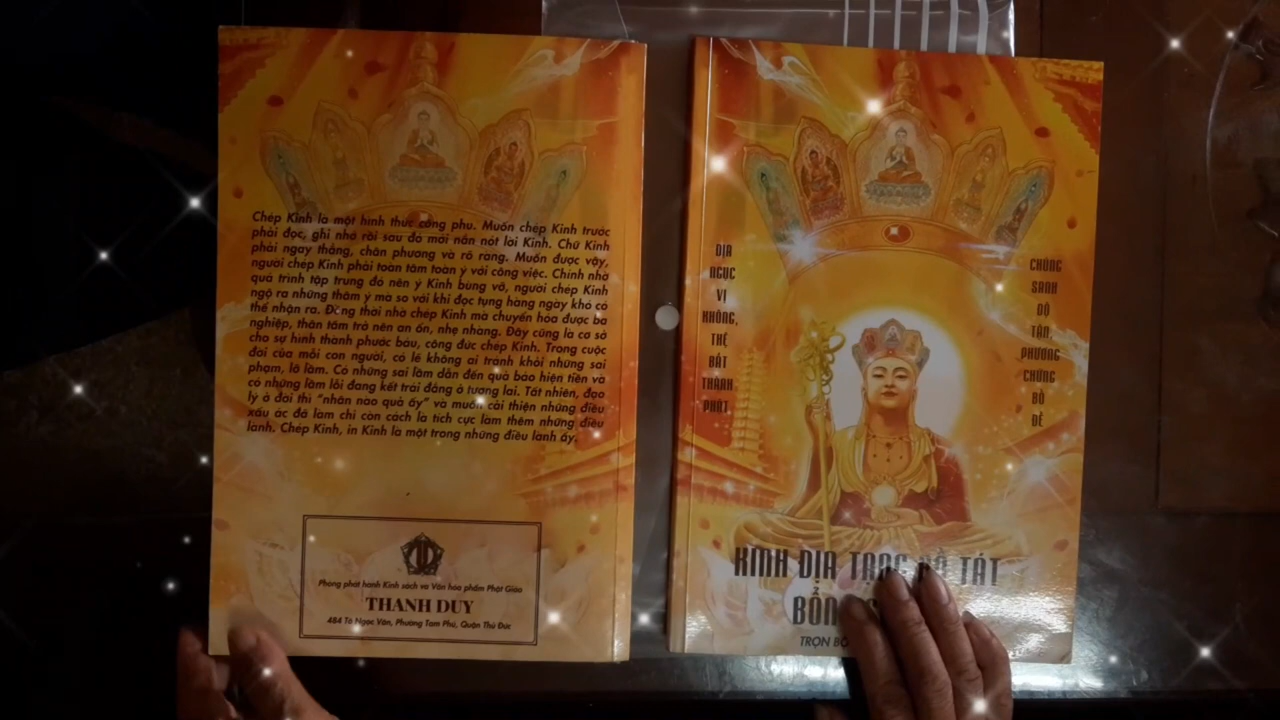 Chép Kinh là một hình thức công phu. Muốn chép Kinh trước
phải đọc, ghi nhớ rồi sau đó mới nắn nót lời Kinh. Chữ Kinh
phải ngay thẳng, chân phương và rõ ràng. Muốn được vậy,
người chép Kinh phải toàn tâm toàn ý với công việc. Chính nhờ
quá trình tập trung đó nên ý Kinh bùng vỡ, người chép Kinh
ngộ ra những thâm ý mà so với khi đọc tụng hàng ngày khó có
thể nhận ra. Đồng thời nhờ chép Kinh mà chuyển hóa được ba
nghiệp, thân tâm trở nên an ổn, nhẹ nhàng. Đây cũng là cơ sở
cho sự hình thành phước báu, công đức chép Kinh. Trong cuộc
đời của mỗi con người, có lẽ không ai tránh khỏi những sai
phạm, lỗi lầm. Có những sai lầm dẫn đến quả báo hiện tiền và
có những lầm lỗi đang kết trái đắng ở tương lai. Tất nhiên, đạo
lý ở đời thì “nhân nào quả ấy” và muốn cải thiện những điều
xấu ác đã làm chỉ còn cách là tích cực làm thêm những điều
lành. Chép Kinh, in Kinh là một trong những điều lành ấy.
Phòng phát hành Kinh sách và Văn hóa phẩm Phật Giáo
THANH DUY
484 Tô Ngọc Vân, Phường Tam Phú, Quận Thủ Đức
ĐỊA
NGỤC
VỊ
KHÔNG,
THỆ
BẤT
THÀNH
PHẬT
CHÚNG
SANH
ĐỘ
TẬN,
PHƯƠNG
CHỨNG
BỒ
ĐỀ
KINH ĐỊA TẠNG BỒ TÁT
BỔN
TRỌN BỘ